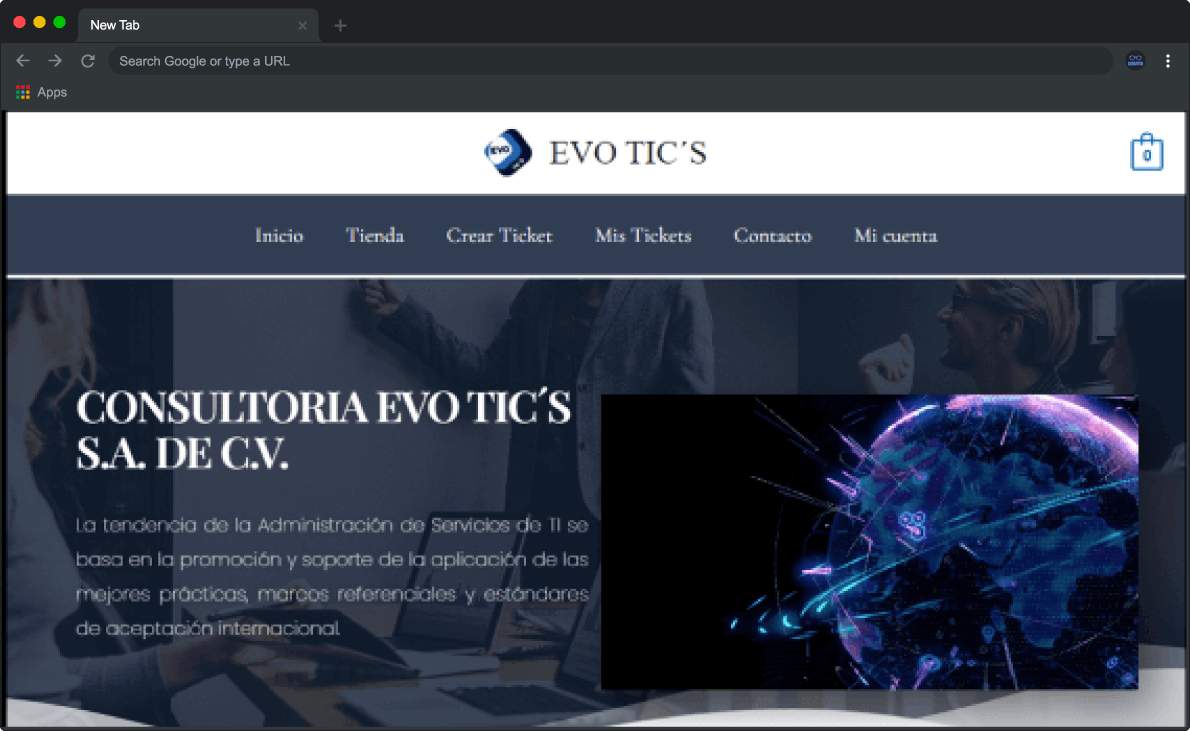 New Tab
Search Google or type a URL
Apps
EVO
EVO TIC´S
0
Inicio Tienda Crear Ticket Mis Tickets Contacto Mi cuenta
CONSULTORIA EVO TIC´S
S.A. DE C.V.
La tendencia de la Administración de Servicios de TI se
basa en la promoción y soporte de la aplicación de las
mejores prácticas, marcos referenciales y estándares
de aceptación internacional.